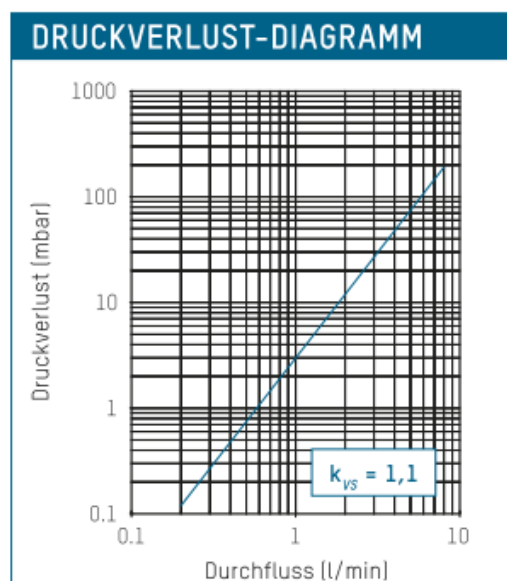 DRUCKVERLUST-DIAGRAMM
1000
100
10
1
0.1
Druckverlust (mbar)
k_vs = 1,1
0.1
1
10
Durchfluss (l/min)